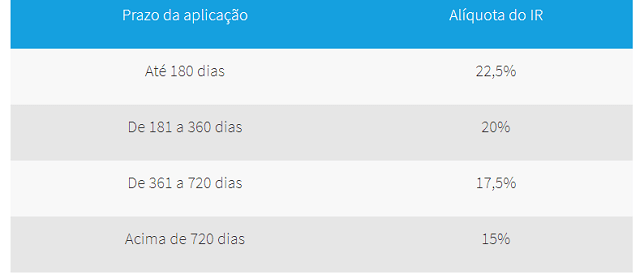 Prazo da aplicação Alíquota do IR
Até 180 dias 22,5%
De 181 a 360 dias 20%
De 361 a 720 dias 17,5%
Acima de 720 dias 15%